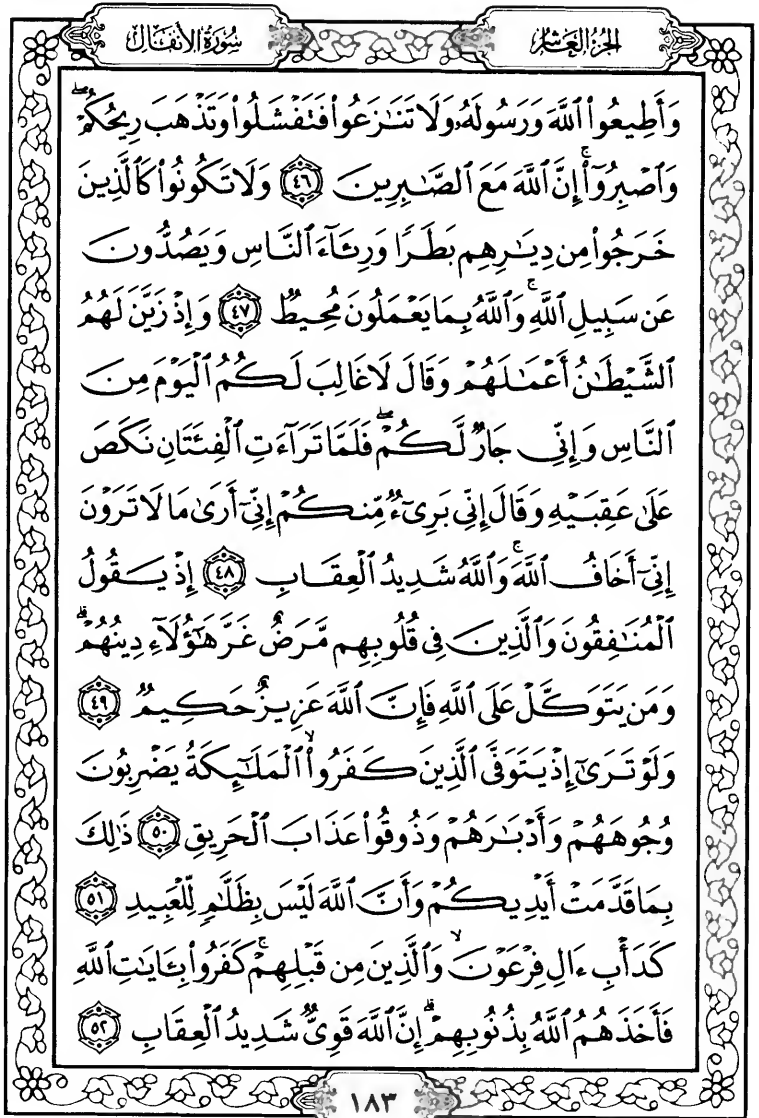 سُورَةُ الأَنفَالِ
الجُزْءُ العَاشِرُ
وَأَطِيعُوا۟ ٱللَّهَ وَرَسُولَهُۥ وَلَا تَنَـٰزَعُوا۟ فَتَفْشَلُوا۟ وَتَذْهَبَ رِيحُكُمْ ۖ
وَٱصْبِرُوٓا۟ ۚ إِنَّ ٱللَّهَ مَعَ ٱلصَّـٰبِرِينَ ٤٦ وَلَا تَكُونُوا۟ كَٱلَّذِينَ
خَرَجُوا۟ مِن دِيَـٰرِهِم بَطَرًا وَرِئَآءَ ٱلنَّاسِ وَيَصُدُّونَ
عَن سَبِيلِ ٱللَّهِ ۚ وَٱللَّهُ بِمَا يَعْمَلُونَ مُحِيطٌ ٤٧ وَإِذْ زَيَّنَ لَهُمُ
ٱلشَّيْطَـٰنُ أَعْمَـٰلَهُمْ وَقَالَ لَا غَالِبَ لَكُمُ ٱلْيَوْمَ مِنَ
ٱلنَّاسِ وَإِنِّى جَارٌ لَّكُمْ ۖ فَلَمَّا تَرَآءَتِ ٱلْفِئَتَانِ نَكَصَ
عَلَىٰ عَقِبَيْهِ وَقَالَ إِنِّى بَرِىٓءٌ مِّنكُمْ إِنِّىٓ أَرَىٰ مَا لَا تَرَوْنَ
إِنِّىٓ أَخَافُ ٱللَّهَ ۚ وَٱللَّهُ شَدِيدُ ٱلْعِقَابِ ٤٨ إِذْ يَقُولُ
ٱلْمُنَـٰفِقُونَ وَٱلَّذِينَ فِى قُلُوبِهِم مَّرَضٌ غَرَّ هَـٰٓؤُلَآءِ دِينُهُمْ ۗ
وَمَن يَتَوَكَّلْ عَلَى ٱللَّهِ فَإِنَّ ٱللَّهَ عَزِيزٌ حَكِيمٌ ٤٩
وَلَوْ تَرَىٰٓ إِذْ يَتَوَفَّى ٱلَّذِينَ كَفَرُوا۟ ۙ ٱلْمَلَـٰٓئِكَةُ يَضْرِبُونَ
وُجُوهَهُمْ وَأَدْبَـٰرَهُمْ وَذُوقُوا۟ عَذَابَ ٱلْحَرِيقِ ٥٠ ذَٰلِكَ
بِمَا قَدَّمَتْ أَيْدِيكُمْ وَأَنَّ ٱللَّهَ لَيْسَ بِظَلَّـٰمٍ لِّلْعَبِيدِ ٥١
كَدَأْبِ ءَالِ فِرْعَوْنَ ۙ وَٱلَّذِينَ مِن قَبْلِهِمْ ۚ كَفَرُوا۟ بِـَٔايَـٰتِ ٱللَّهِ
فَأَخَذَهُمُ ٱللَّهُ بِذُنُوبِهِمْ ۗ إِنَّ ٱللَّهَ قَوِىٌّ شَدِيدُ ٱلْعِقَابِ ٥٢
١٨٣